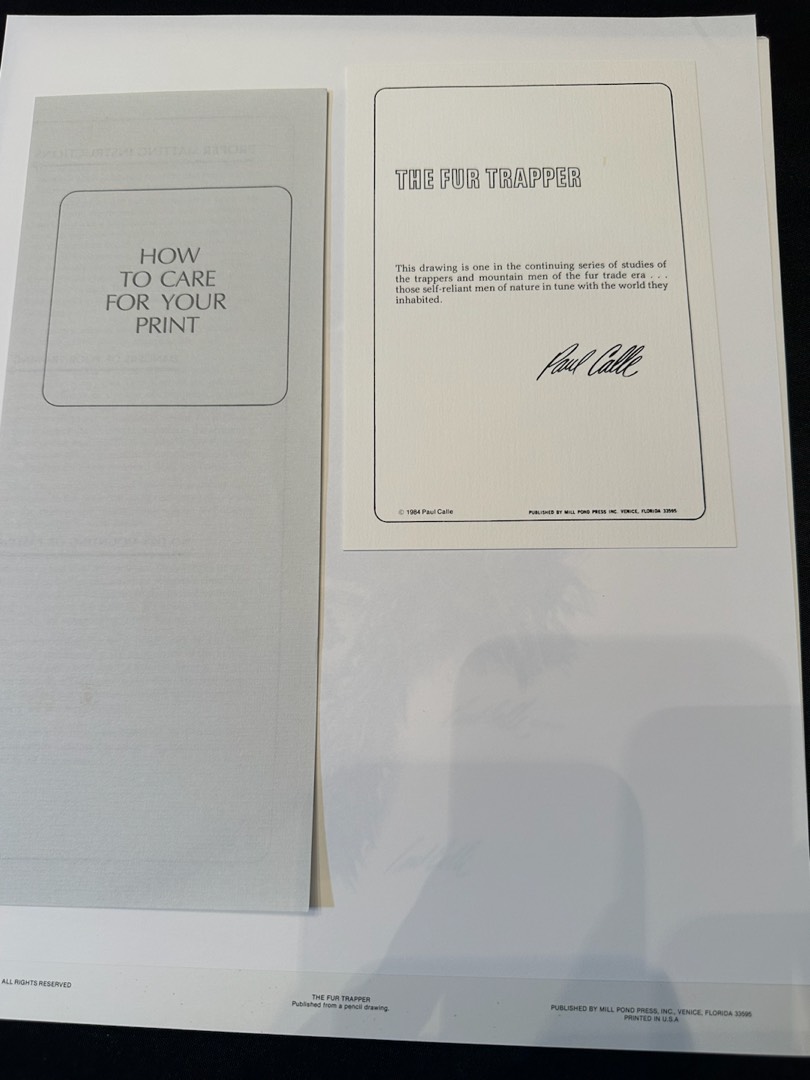 HOW
TO CARE
FOR YOUR
PRINT
THE FUR TRAPPER
This drawing is one in the continuing series of studies of
the trappers and mountain men of the fur trade era . . .
those self-reliant men of nature in tune with the world they
inhabited.
Paul Calle
© 1984 Paul Calle
PUBLISHED BY MILL POND PRESS INC. VENICE, FLORIDA 33595
ALL RIGHTS RESERVED
THE FUR TRAPPER
Published from a pencil drawing.
PUBLISHED BY MILL POND PRESS, INC., VENICE, FLORIDA 33595
PRINTED IN U.S.A